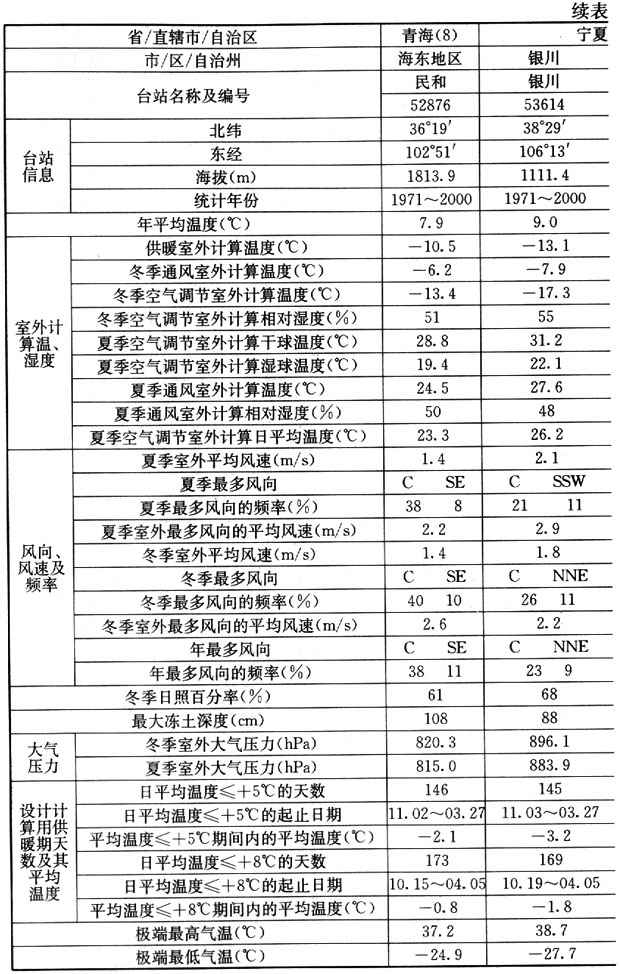 续表
省/直辖市/自治区 青海(8) 宁夏
市/区/自治州 海东地区 银川
台站名称及编号 民和 银川
52876 53614
台站信息 北纬 36°19′ 38°29′
东经 102°51′ 106°13′
海拔(m) 1813.9 1111.4
统计年份 1971～2000 1971～2000
年平均温度(℃) 7.9 9.0
室外计算温、湿度 供暖室外计算温度(℃) －10.5 －13.1
冬季通风室外计算温度(℃) －6.2 －7.9
冬季空气调节室外计算温度(℃) －13.4 －17.3
冬季空气调节室外计算相对湿度(％) 51 55
夏季空气调节室外计算干球温度(℃) 28.8 31.2
夏季空气调节室外计算湿球温度(℃) 19.4 22.1
夏季通风室外计算温度(℃) 24.5 27.6
夏季通风室外计算相对湿度(％) 50 48
夏季空气调节室外计算日平均温度(℃) 23.3 26.2
风向、风速及频率 夏季室外平均风速(m/s) 1.4 2.1
夏季最多风向 C SE C SSW
夏季最多风向的频率(％) 38 8 21 11
夏季室外最多风向的平均风速(m/s) 2.2 2.9
冬季室外平均风速(m/s) 1.4 1.8
冬季最多风向 C SE C NNE
冬季最多风向的频率(％) 40 10 26 11
冬季室外最多风向的平均风速(m/s) 2.6 2.2
年最多风向 C SE C NNE
年最多风向的频率(％) 38 11 23 9
冬季日照百分率(％) 61 68
最大冻土深度(cm) 108 88
大气压力 冬季室外大气压力(hPa) 820.3 896.1
夏季室外大气压力(hPa) 815.0 883.9
设计计算用供暖期天数及其平均温度 日平均温度≤＋5℃的天数 146 145
日平均温度≤＋5℃的起止日期 11.02～03.27 11.03～03.27
平均温度≤＋5℃期间内的平均温度(℃) －2.1 －3.2
日平均温度≤＋8℃的天数 173 169
日平均温度≤＋8℃的起止日期 10.15～04.05 10.19～04.05
平均温度≤＋8℃期间内的平均温度(℃) －0.8 －1.8
极端最高气温(℃) 37.2 38.7
极端最低气温(℃) －24.9 －27.7